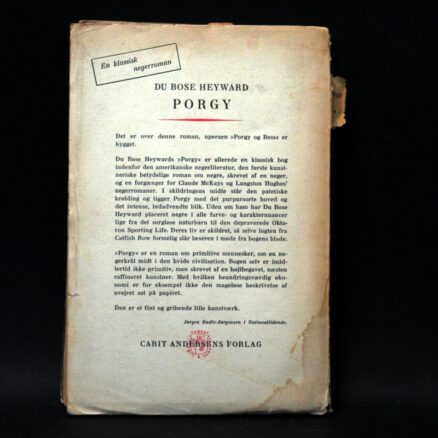 En klassisk
negerroman
DU BOSE HEYWARD
PORGY
Det er over denne roman, operaen »Porgy og Bess« er
bygget.
Du Bose Heywards »Porgy« er allerede en klassisk bog
indenfor den amerikanske negerlitteratur, den første kunst-
neriske betydelige roman om negre, skrevet af en neger,
og en forgænger for Claude McKays og Langston Hughes'
negerromaner. I skildringens midte står den patetiske
krøbling og tigger Porgy med det purpursorte hoved og
det intense, indadvendte blik. Uden om ham har Du Bose
Heyward placeret negre i alle farve- og karakternuancer
lige fra det sorgløse naturbarn til den depraverede Okto-
ron Sporting Life. Deres liv er skildret, så selve lugten fra
Catfish Row formelig slår læseren i møde fra bogens blade.
»Porgy« er en roman om primitive mennesker, om en
negerkrål midt i den hvide civilisation. Bogen selv er imid-
lertid ikke primitiv, men skrevet af en højtbegavet, næsten
raffineret kunstner. Med hvilken beundringsværdig øko-
nomi er for eksempel ikke den mageløse beskrivelse af
uvejret sat på papiret.
Den er et fint og gribende lille kunstværk.
Jørgen Budtz-Jørgensen i Nationaltidende.
CARIT ANDERSENS FORLAG